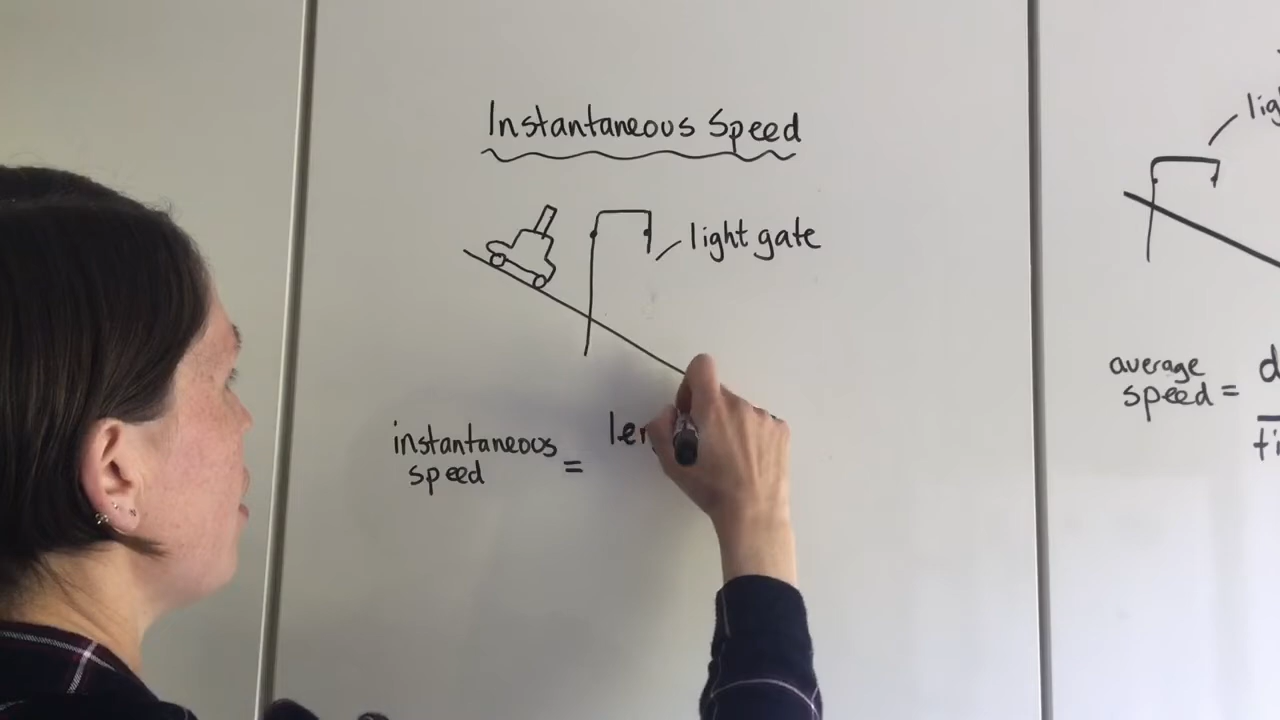 Instantaneous Speed
light gate
instantaneous
speed =
average
speed =